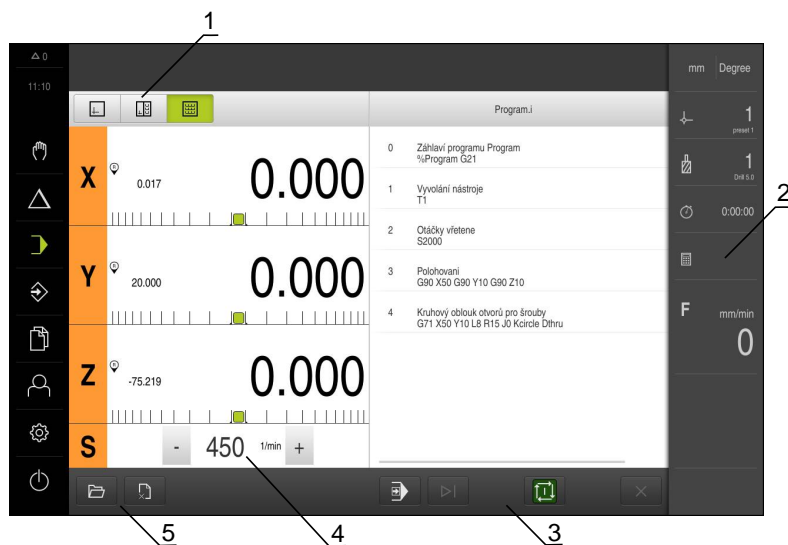 1
0
11:10
mm Degree
Program.i
1
preset 1
1
Drill 5.0
0:00:00
2
F mm/min
0
X R 0.017 0.000
Y R 20.000 0.000
Z R -75.219 0.000
S - 450 1/min +
0 Záhlaví programu Program
%Program G21
1 Vyvolání nástroje
T1
2 Otáčky vřetene
S2000
3 Polohovani
G90 X50 G90 Y10 G90 Z10
4 Kruhový oblouk otvorů pro šrouby
G71 X50 Y10 L8 R15 J0 Kcircle Dthru
5
4
3